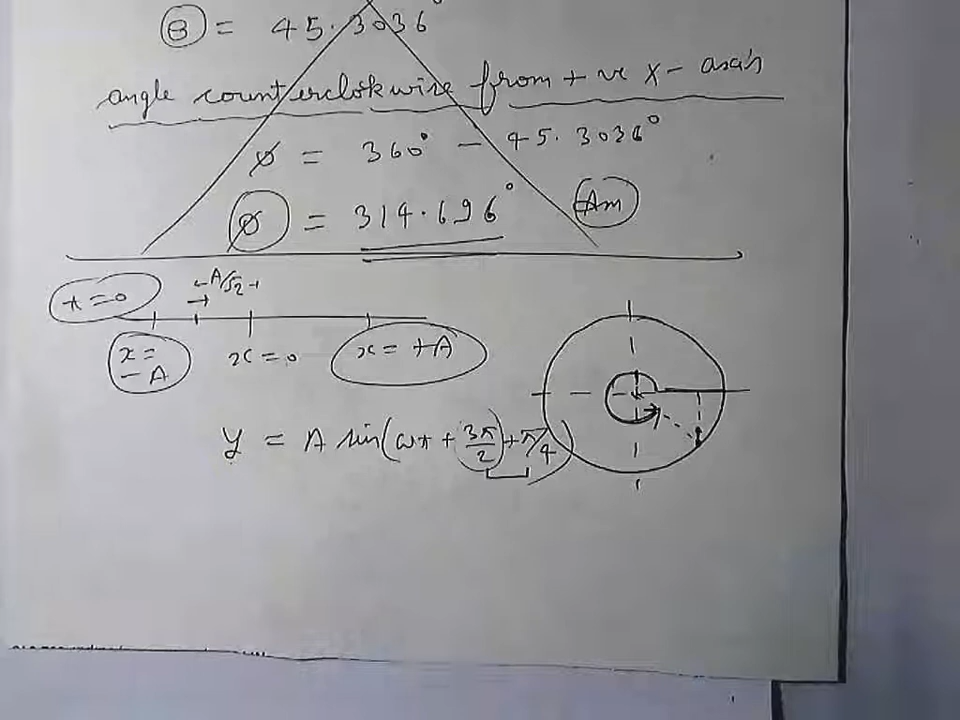 θ = 45.3036°
angle counterclokwise from +ve x-axis
ø = 360° - 45.3036°
ø = 314.696° Ans
t=0 ←A/√2→
x = -A x=0 x=+A
y = A sin(ωt + 3π/2) + π/4)